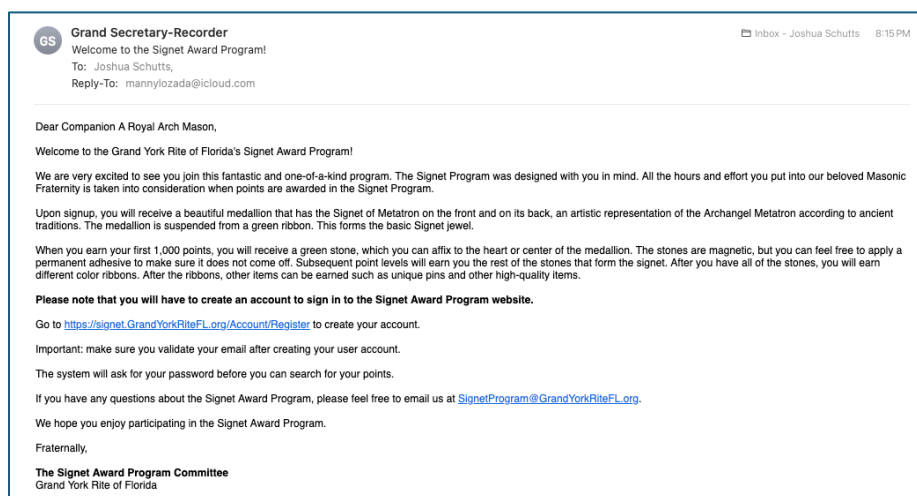 GS
Grand Secretary-Recorder
Inbox - Joshua Schutts 8:15 PM
Welcome to the Signet Award Program!
To: Joshua Schutts,
Reply-To: mannylozada@icloud.com
Dear Companion A Royal Arch Mason,
Welcome to the Grand York Rite of Florida's Signet Award Program!
We are very excited to see you join this fantastic and one-of-a-kind program. The Signet Program was designed with you in mind. All the hours and effort you put into our beloved Masonic
Fraternity is taken into consideration when points are awarded in the Signet Program.
Upon signup, you will receive a beautiful medallion that has the Signet of Metatron on the front and on its back, an artistic representation of the Archangel Metatron according to ancient
traditions. The medallion is suspended from a green ribbon. This forms the basic Signet jewel.
When you earn your first 1,000 points, you will receive a green stone, which you can affix to the heart or center of the medallion. The stones are magnetic, but you can feel free to apply a
permanent adhesive to make sure it does not come off. Subsequent point levels will earn you the rest of the stones that form the signet. After you have all of the stones, you will earn
different color ribbons. After the ribbons, other items can be earned such as unique pins and other high-quality items.
Please note that you will have to create an account to sign in to the Signet Award Program website.
Go to https://signet.GrandYorkRiteFL.org/Account/Register to create your account.
Important: make sure you validate your email after creating your user account.
The system will ask for your password before you can search for your points.
If you have any questions about the Signet Award Program, please feel free to email us at SignetProgram@GrandYorkRiteFL.org.
We hope you enjoy participating in the Signet Award Program.
Fraternally,
The Signet Award Program Committee
Grand York Rite of Florida